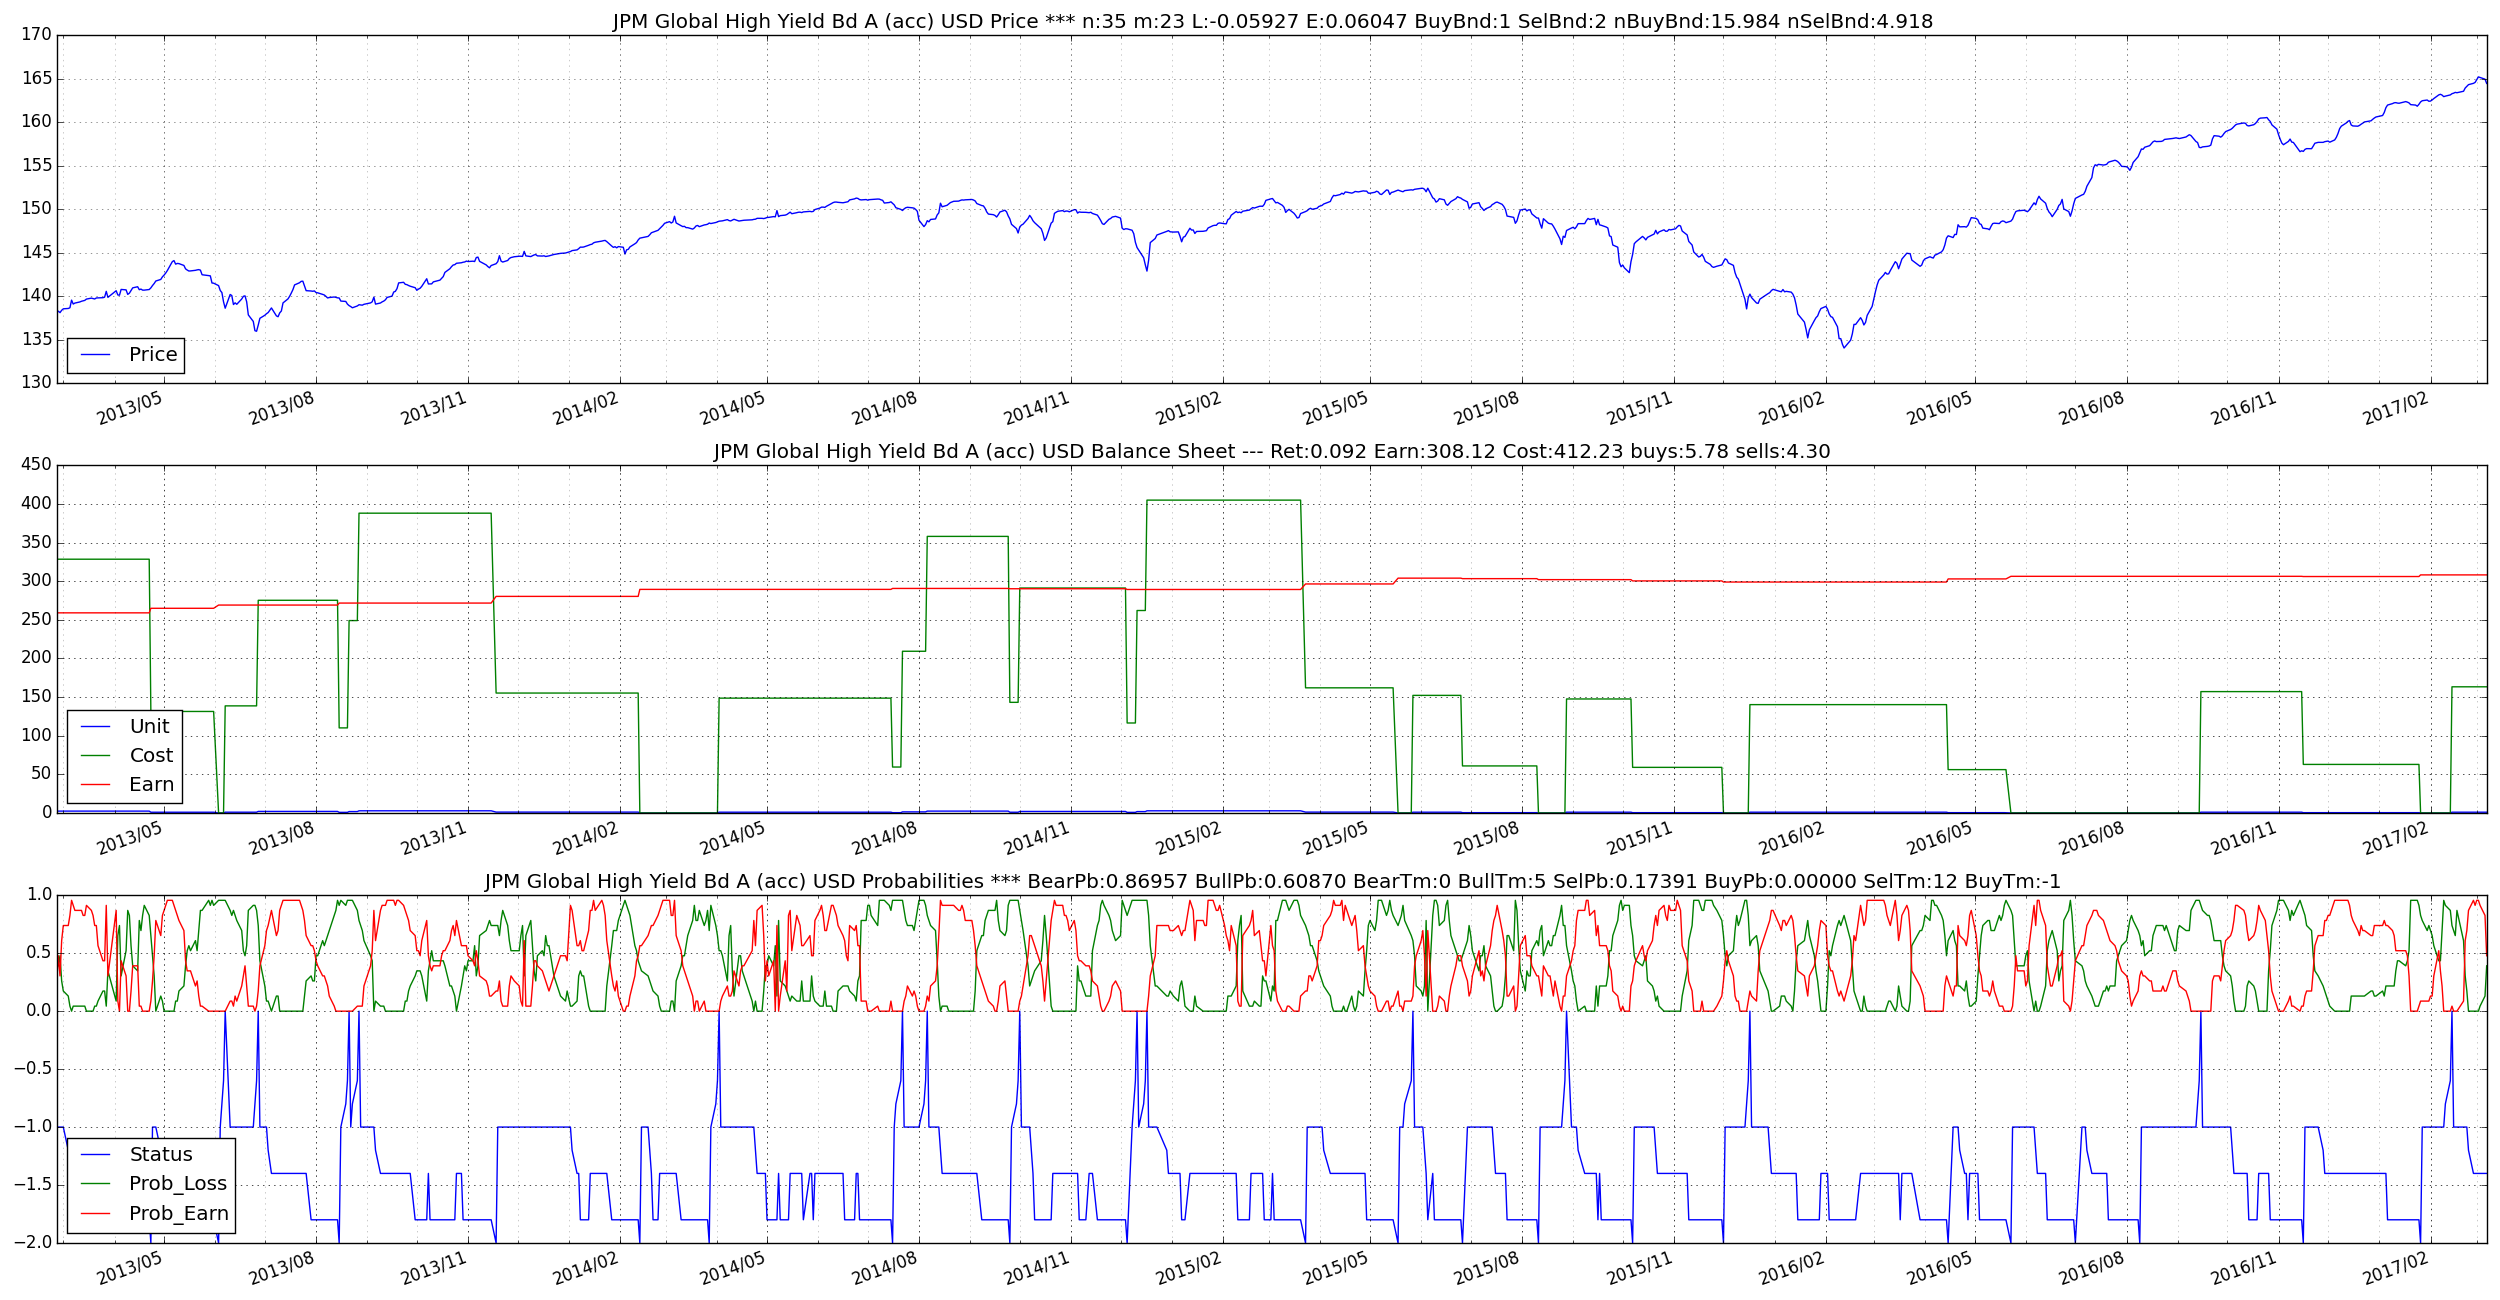 JPM Global High Yield Bd A (acc) USD Price *** n:35 m:23 L:-0.05927 E:0.06047 BuyBnd:1 SelBnd:2 nBuyBnd:15.984 nSelBnd:4.918
170
165
160
155
150
145
140
135
130
Price
2013/05 2013/08 2013/11 2014/02 2014/05 2014/08 2014/11 2015/02 2015/05 2015/08 2015/11 2016/02 2016/05 2016/08 2016/11 2017/02
JPM Global High Yield Bd A (acc) USD Balance Sheet --- Ret:0.092 Earn:308.12 Cost:412.23 buys:5.78 sells:4.30
450
400
350
300
250
200
150
100
50
0
Unit
Cost
Earn
2013/05 2013/08 2013/11 2014/02 2014/05 2014/08 2014/11 2015/02 2015/05 2015/08 2015/11 2016/02 2016/05 2016/08 2016/11 2017/02
JPM Global High Yield Bd A (acc) USD Probabilities *** BearPb:0.86957 BullPb:0.60870 BearTm:0 BullTm:5 SelPb:0.17391 BuyPb:0.00000 SelTm:12 BuyTm:-1
1.0
0.5
0.0
−0.5
−1.0
−1.5
−2.0
Status
Prob_Loss
Prob_Earn
2013/05 2013/08 2013/11 2014/02 2014/05 2014/08 2014/11 2015/02 2015/05 2015/08 2015/11 2016/02 2016/05 2016/08 2016/11 2017/02